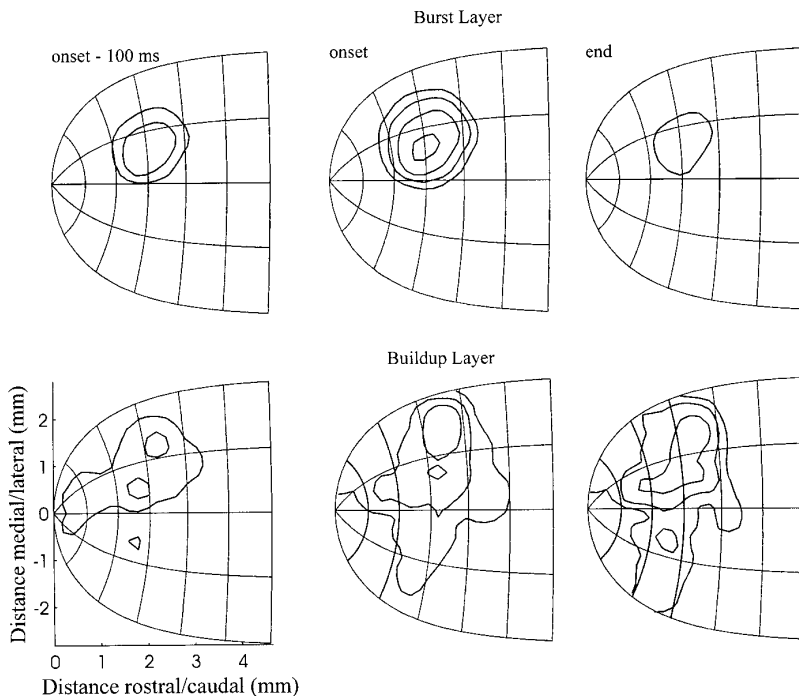 Burst Layer
onset - 100 ms
onset
end
Buildup Layer
Distance medial/lateral (mm)
2
1
0
-1
-2
0 1 2 3 4
Distance rostral/caudal (mm)